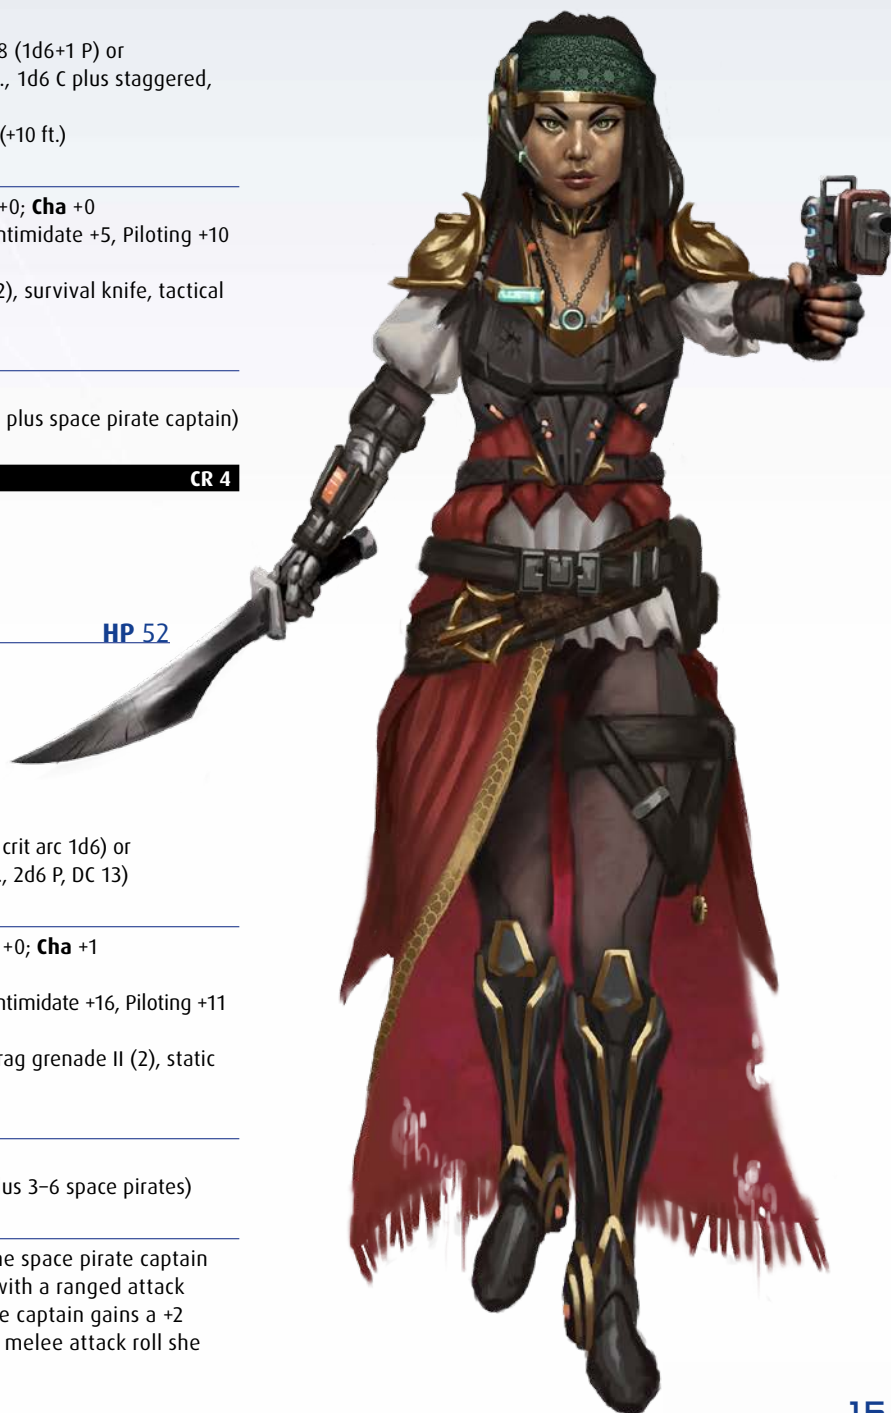 8 (1d6+1 P) or
., 1d6 C plus staggered,
(+10 ft.)
+0; Cha +0
ntimidate +5, Piloting +10
2), survival knife, tactical
plus space pirate captain)
CR 4
HP 52
crit arc 1d6) or
., 2d6 P, DC 13)
+0; Cha +1
ntimidate +16, Piloting +11
rag grenade II (2), static
us 3–6 space pirates)
he space pirate captain
with a ranged attack
e captain gains a +2
melee attack roll she
15